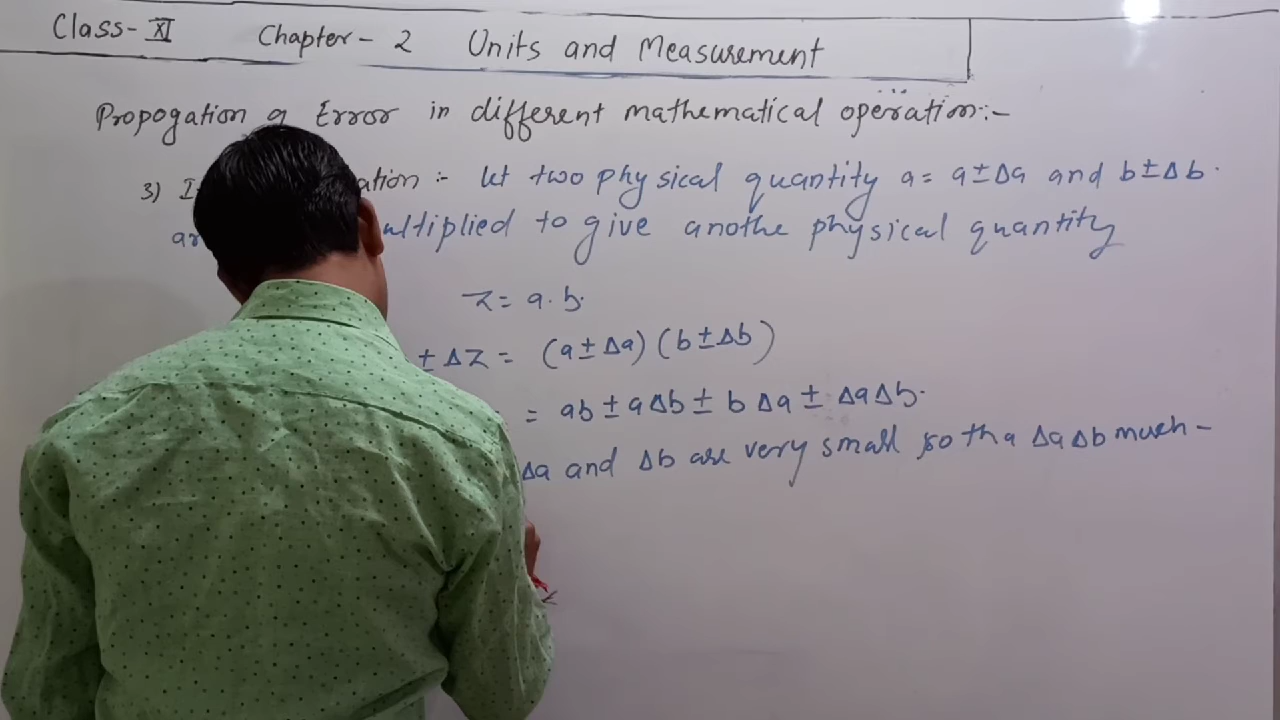 Class-XI Chapter-2 Units and Measurement
Propogation of Error in different mathematical operation:-
3) I ation :- let two physical quantity a= a±Δa and b±Δb.
ar ultiplied to give anothe physical quantity
z = a.b.
± Δz = (a±Δa) (b±Δb)
= ab ± aΔb ± bΔa ± ΔaΔb.
Δa and Δb are very small so tha ΔaΔb much-